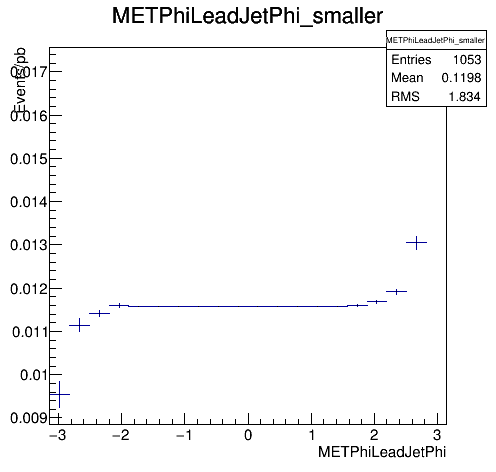 METPhiLeadJetPhi_smaller
METPhiLeadJetPhi_smaller
Entries 1053
Mean 0.1198
RMS 1.834
Events/pb
0.017
0.016
0.015
0.014
0.013
0.012
0.011
0.01
0.009
−3 −2 −1 0 1 2 3
METPhiLeadJetPhi